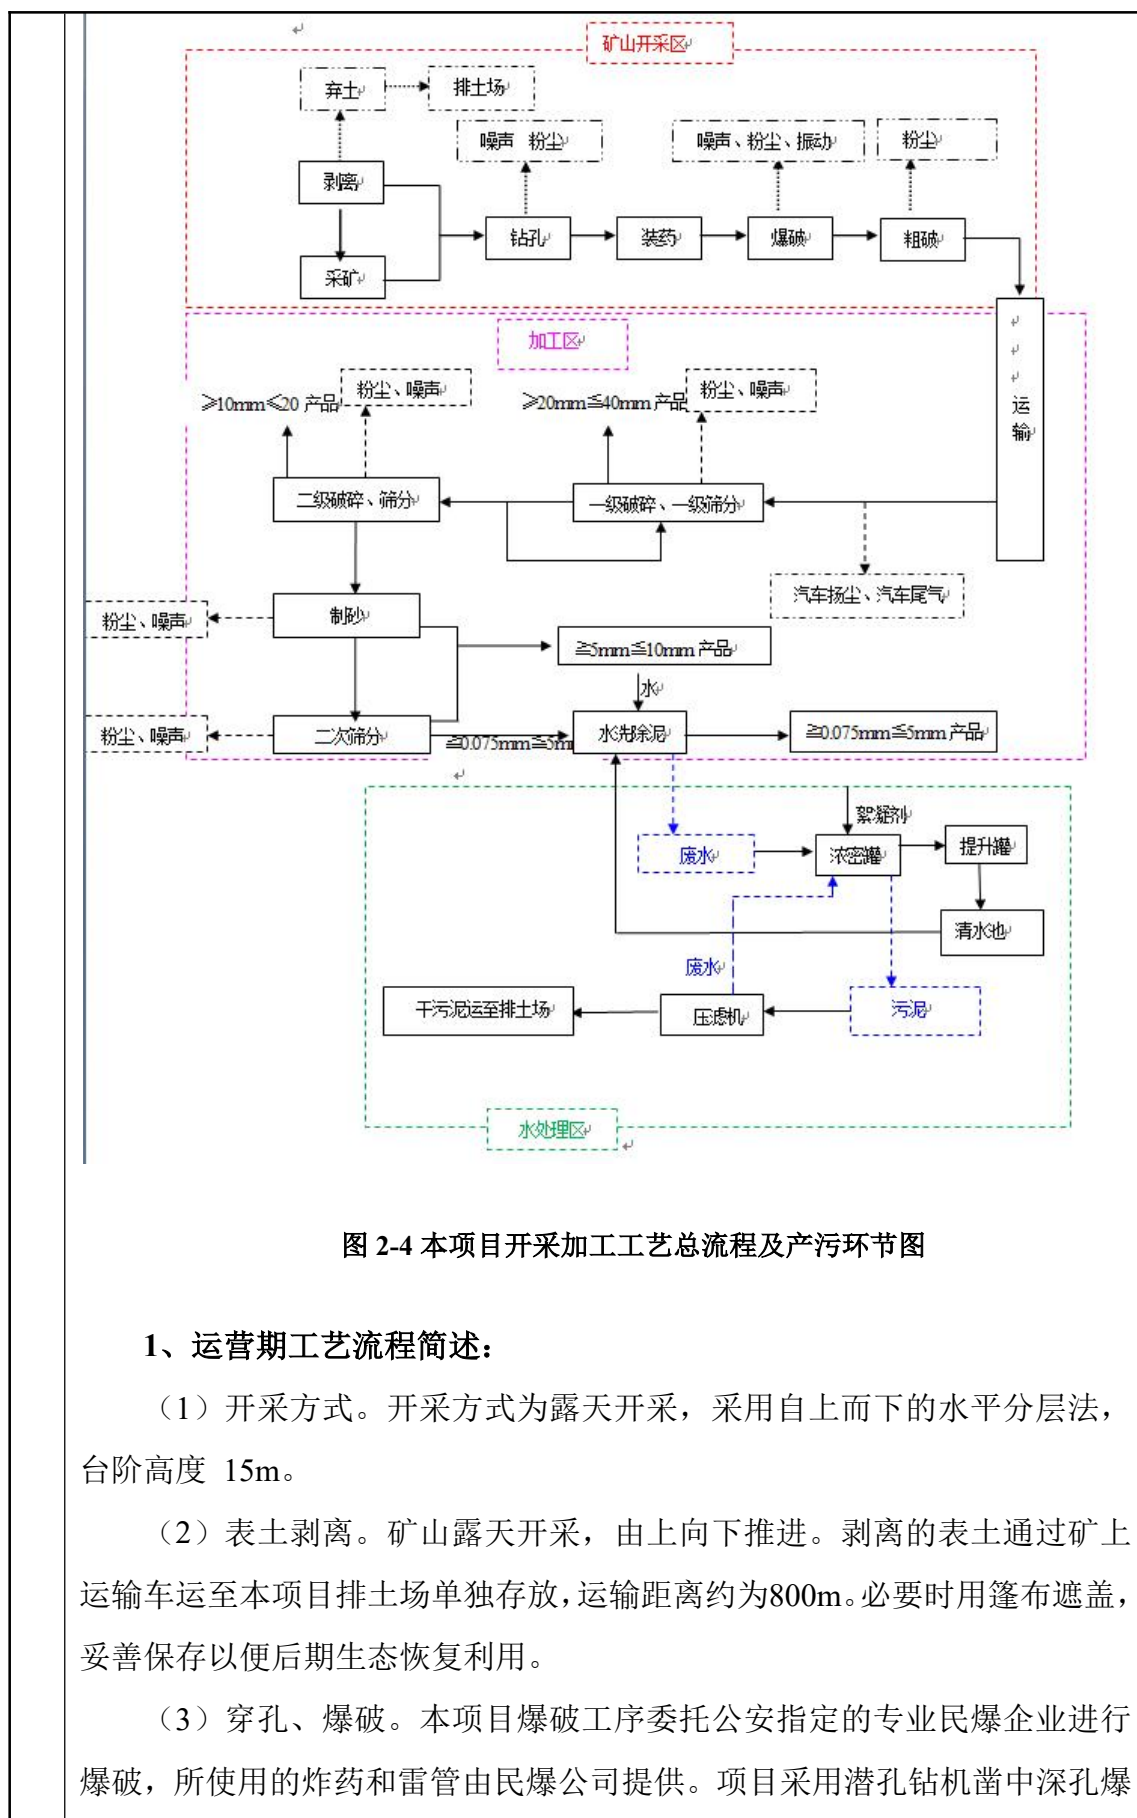 矿山开采区
弃土
排土场
噪声 粉尘
噪声、粉尘、振动
粉尘
剥离
钻孔
装药
爆破
粗破
采矿
运输
加工区
≥10mm<20 产品
粉尘、噪声
≥20mm≦40mm 产品
粉尘、噪声
二级破碎、筛分
一级破碎、一级筛分
汽车扬尘、汽车尾气
粉尘、噪声
制砂
≧5mm≦10mm 产品
水
粉尘、噪声
二次筛分
≧0.075mm≦5m
水洗除泥
≧0.075mm≦5mm 产品
絮凝剂
废水
浓密罐
提升罐
清水池
废水
干污泥运至排土场
压滤机
污泥
水处理区
图 2-4 本项目开采加工工艺总流程及产污环节图
1、运营期工艺流程简述：
（1）开采方式。开采方式为露天开采，采用自上而下的水平分层法，
台阶高度 15m。
（2）表土剥离。矿山露天开采，由上向下推进。剥离的表土通过矿上
运输车运至本项目排土场单独存放，运输距离约为800m。必要时用篷布遮盖，
妥善保存以便后期生态恢复利用。
（3）穿孔、爆破。本项目爆破工序委托公安指定的专业民爆企业进行
爆破，所使用的炸药和雷管由民爆公司提供。项目采用潜孔钻机凿中深孔爆